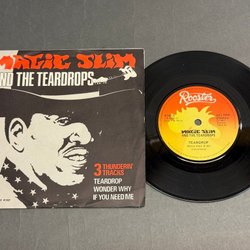 MAGIC SLIM
AND THE TEARDROPS
3 THUNDERIN'
TRACKS
TEARDROP
WONDER WHY
IF YOU NEED ME
Rooster
MAGIC SLIM
AND THE TEARDROPS
TEARDROP